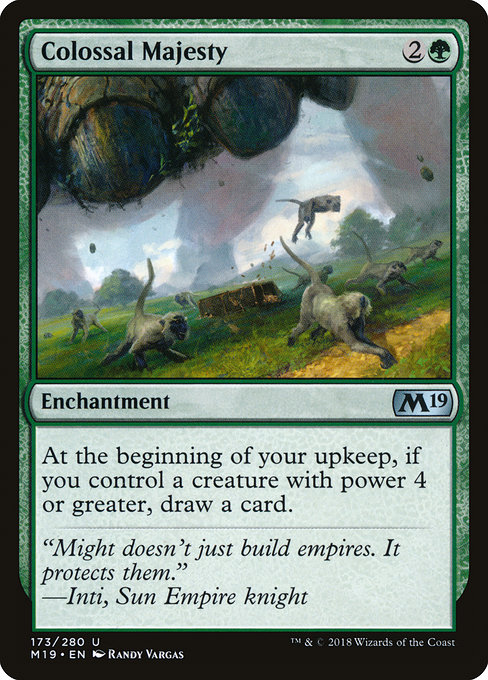 Colossal Majesty 2
Enchantment M19
At the beginning of your upkeep, if
you control a creature with power 4
or greater, draw a card.
“Might doesn’t just build empires. It
protects them.”
—Inti, Sun Empire knight
173/280 U
™ & © 2018 Wizards of the Coast
M19 • EN Randy Vargas